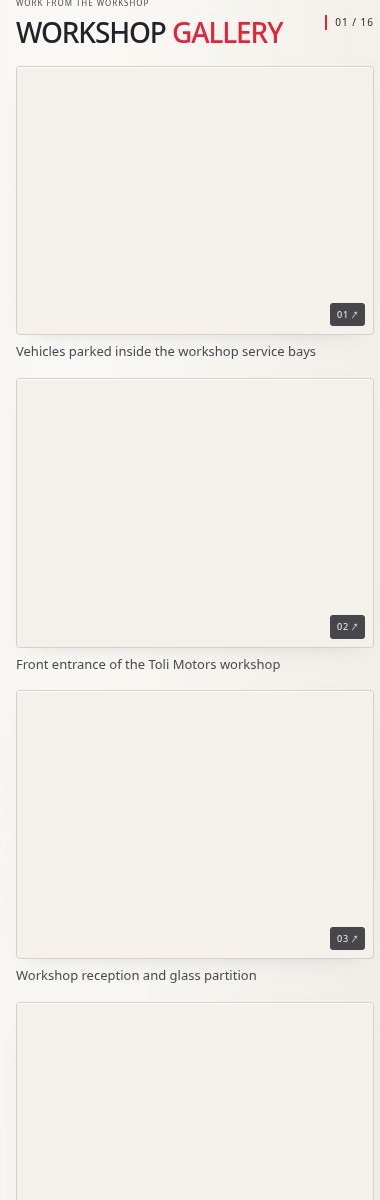 WORK FROM THE WORKSHOP
WORKSHOP GALLERY
01 / 16
01 ↗
Vehicles parked inside the workshop service bays
02 ↗
Front entrance of the Toli Motors workshop
03 ↗
Workshop reception and glass partition